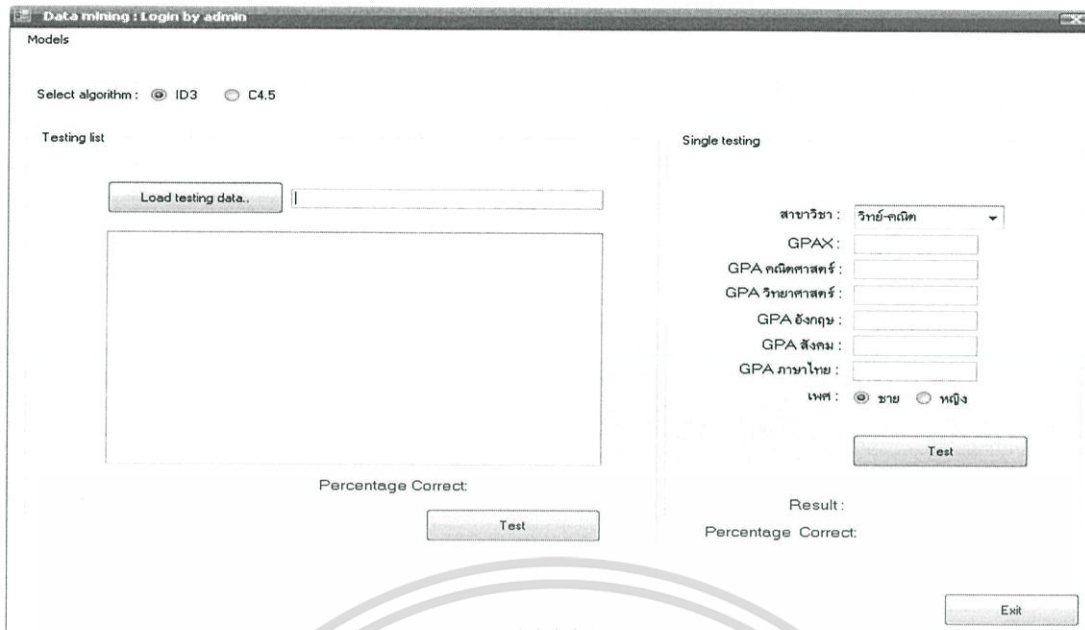 Data mining : Login by admin
Models
Select algorithm : ID3 C4.5
Testing list
Load testing data..
Percentage Correct:
Test
Single testing
สาขาวิชา : วิทย์-คณิต
GPAX :
GPA คณิตศาสตร์ :
GPA วิทยาศาสตร์ :
GPA อังกฤษ :
GPA สังคม :
GPA ภาษาไทย :
เพศ : ชาย หญิง
Test
Result :
Percentage Correct:
Exit